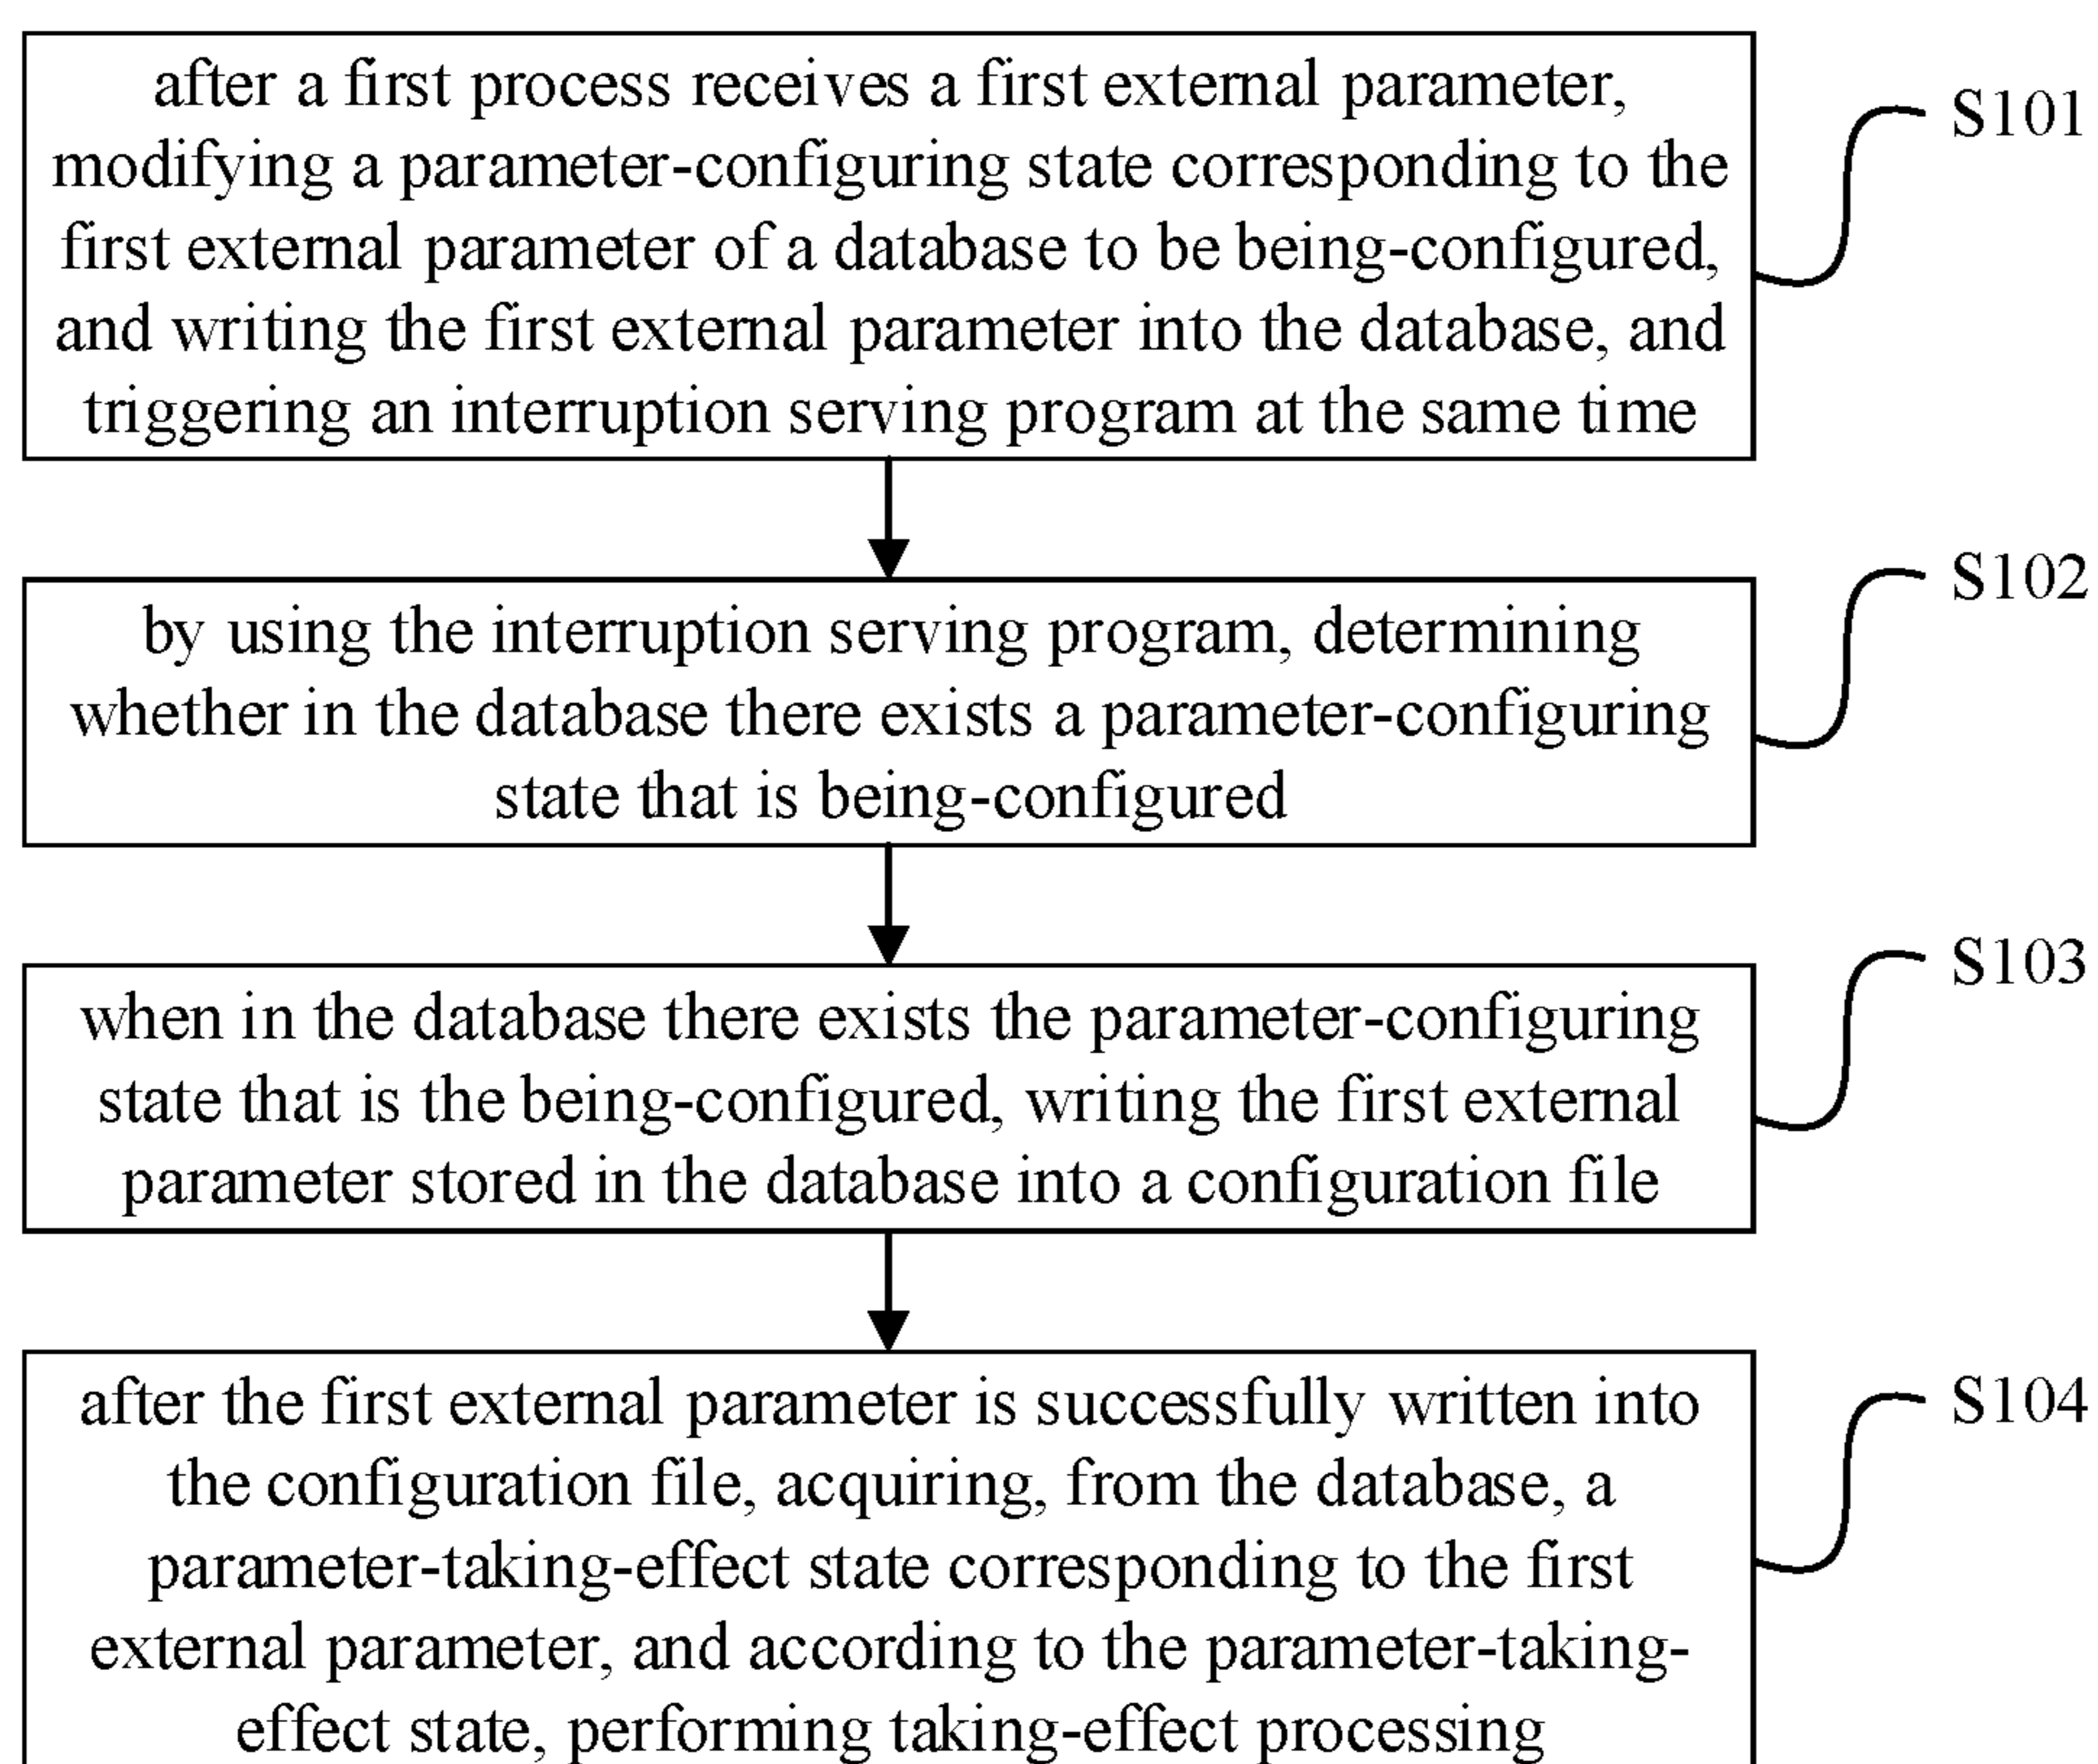 after a first process receives a first external parameter,
modifying a parameter-configuring state corresponding to the
first external parameter of a database to be being-configured,
and writing the first external parameter into the database, and
triggering an interruption serving program at the same time
S101
by using the interruption serving program, determining
whether in the database there exists a parameter-configuring
state that is being-configured
S102
when in the database there exists the parameter-configuring
state that is the being-configured, writing the first external
parameter stored in the database into a configuration file
S103
after the first external parameter is successfully written into
the configuration file, acquiring, from the database, a
parameter-taking-effect state corresponding to the first
external parameter, and according to the parameter-taking-
effect state, performing taking-effect processing
S104